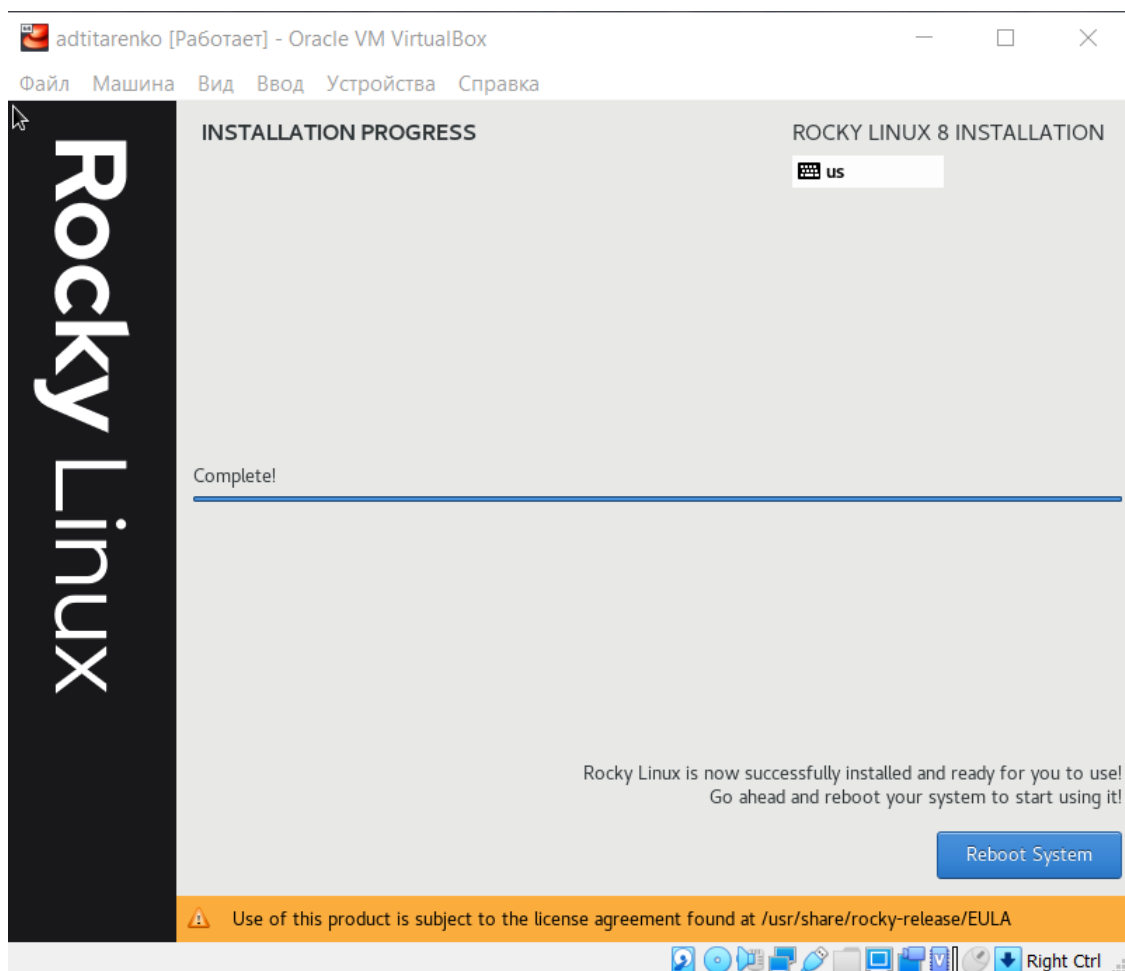 adtitarenko [Работает] - Oracle VM VirtualBox
Файл Машина Вид Ввод Устройства Справка
Rocky Linux
INSTALLATION PROGRESS
ROCKY LINUX 8 INSTALLATION
us
Complete!
Rocky Linux is now successfully installed and ready for you to use!
Go ahead and reboot your system to start using it!
Reboot System
Use of this product is subject to the license agreement found at /usr/share/rocky-release/EULA
Right Ctrl